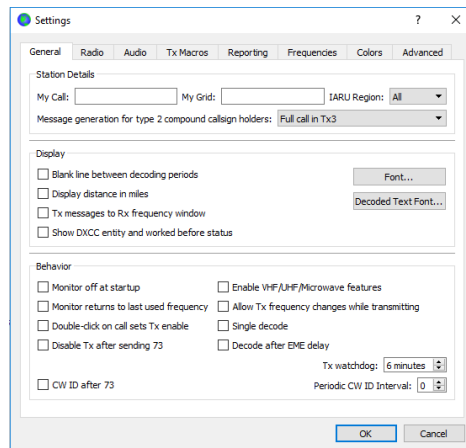 Settings
General Radio Audio Tx Macros Reporting Frequencies Colors Advanced
Station Details
My Call: My Grid: IARU Region: All
Message generation for type 2 compound callsign holders: Full call in Tx3
Display
Blank line between decoding periods
Font...
Display distance in miles
Decoded Text Font...
Tx messages to Rx frequency window
Show DXCC entity and worked before status
Behavior
Monitor off at startup Enable VHF/UHF/Microwave features
Monitor returns to last used frequency Allow Tx frequency changes while transmitting
Double-click on call sets Tx enable Single decode
Disable Tx after sending 73 Decode after EME delay
Tx watchdog: 6 minutes
CW ID after 73 Periodic CW ID Interval: 0
OK Cancel